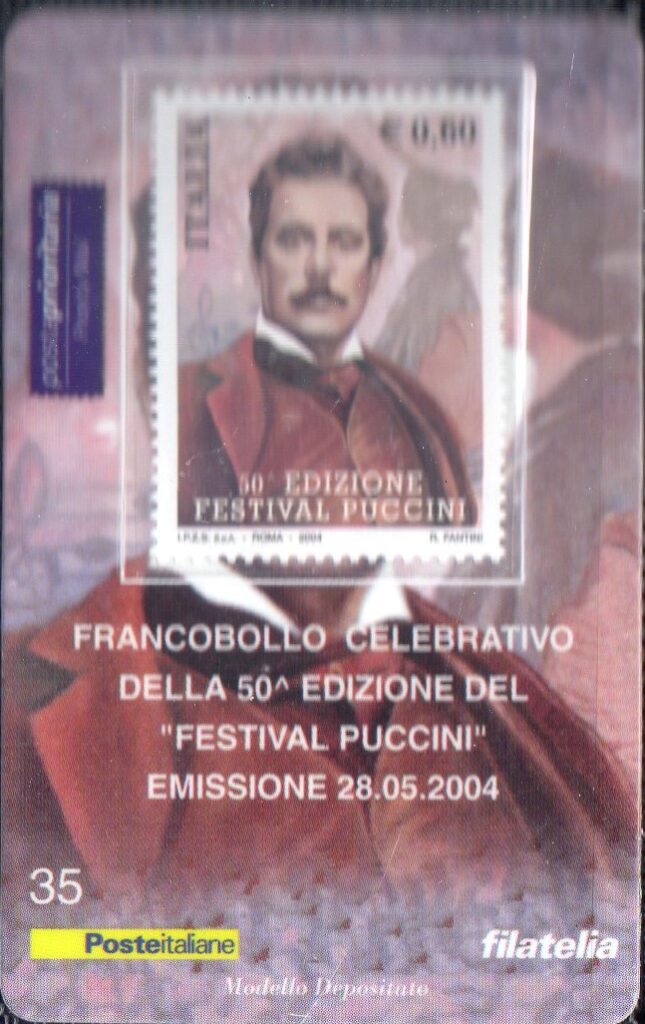 ITALIA
€ 0,60
postaprioritaria
50^ EDIZIONE
FESTIVAL PUCCINI
I.P.Z.S. S.p.A. - ROMA - 2004
R. FANTINI
FRANCOBOLLO CELEBRATIVO
DELLA 50^ EDIZIONE DEL
"FESTIVAL PUCCINI"
EMISSIONE 28.05.2004
35
Posteitaliane
filatelia
Modello Depositato